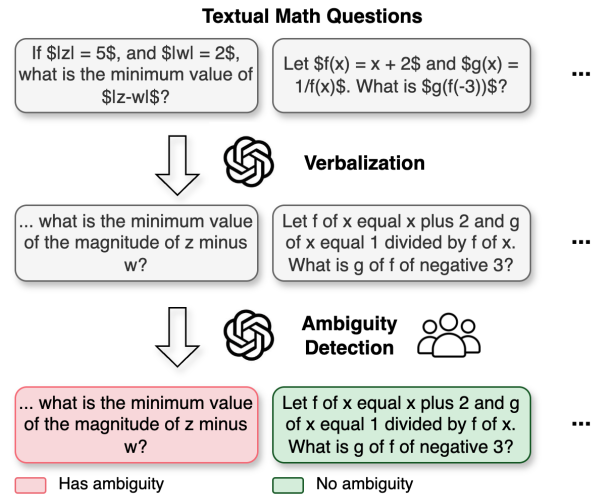 Textual Math Questions
If $|z| = 5$, and $|w| = 2$,
what is the minimum value of
$|z-w|$?
Let $f(x) = x + 2$ and $g(x) =
1/f(x)$. What is $g(f(-3))$?
...
Verbalization
... what is the minimum value
of the magnitude of z minus
w?
Let f of x equal x plus 2 and g
of x equal 1 divided by f of x.
What is g of f of negative 3?
...
Ambiguity
Detection
... what is the minimum value
of the magnitude of z minus
w?
Let f of x equal x plus 2 and g
of x equal 1 divided by f of x.
What is g of f of negative 3?
...
Has ambiguity
No ambiguity